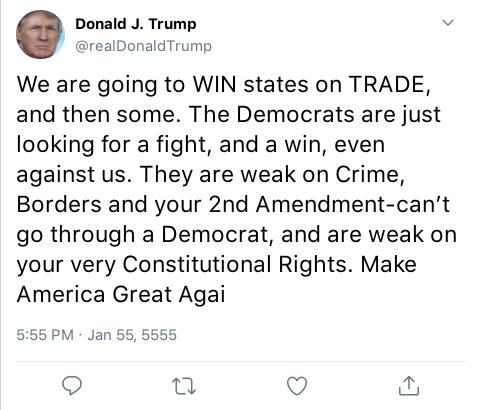 Donald J. Trump
@realDonaldTrump
We are going to WIN states on TRADE,
and then some. The Democrats are just
looking for a fight, and a win, even
against us. They are weak on Crime,
Borders and your 2nd Amendment-can’t
go through a Democrat, and are weak on
your very Constitutional Rights. Make
America Great Agai
5:55 PM · Jan 55, 5555